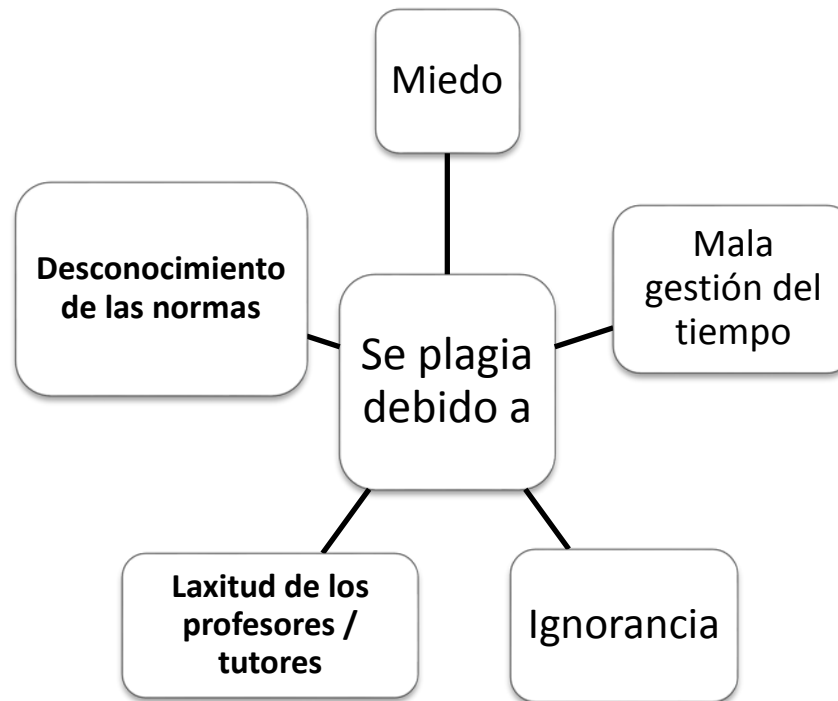 Miedo
Desconocimiento
de las normas
Mala
gestión del
tiempo
Se plagia
debido a
Laxitud de los
profesores /
tutores
Ignorancia